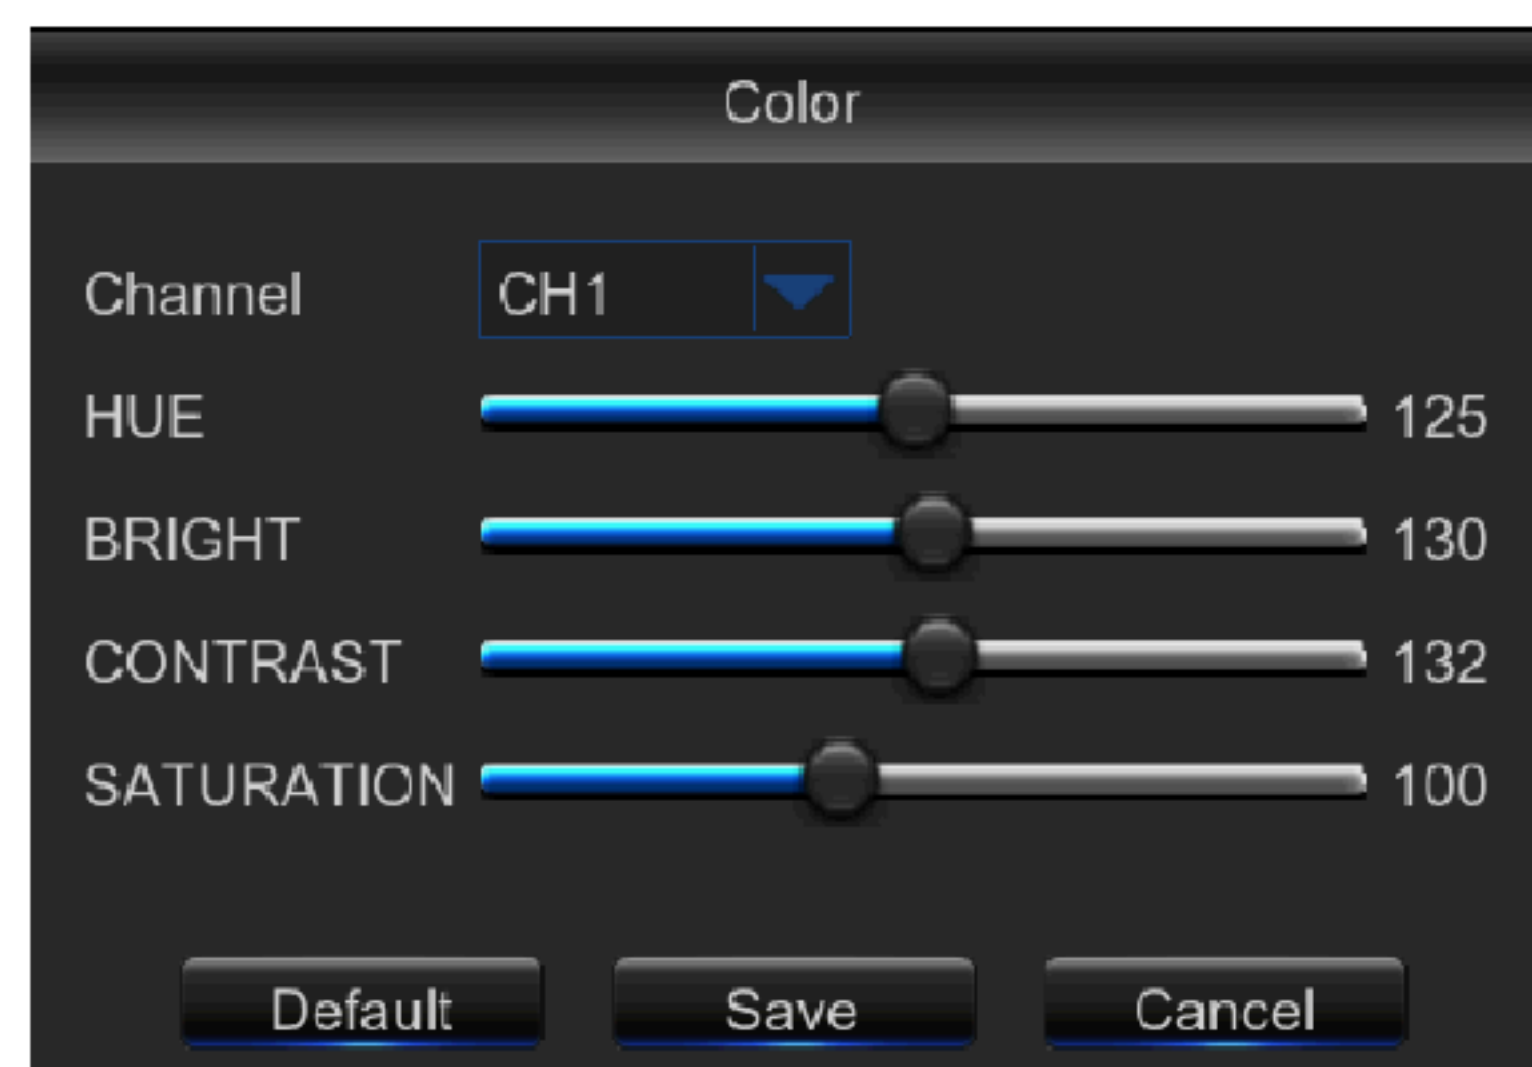 Color
Channel CH1
HUE 125
BRIGHT 130
CONTRAST 132
SATURATION 100
Default Save Cancel